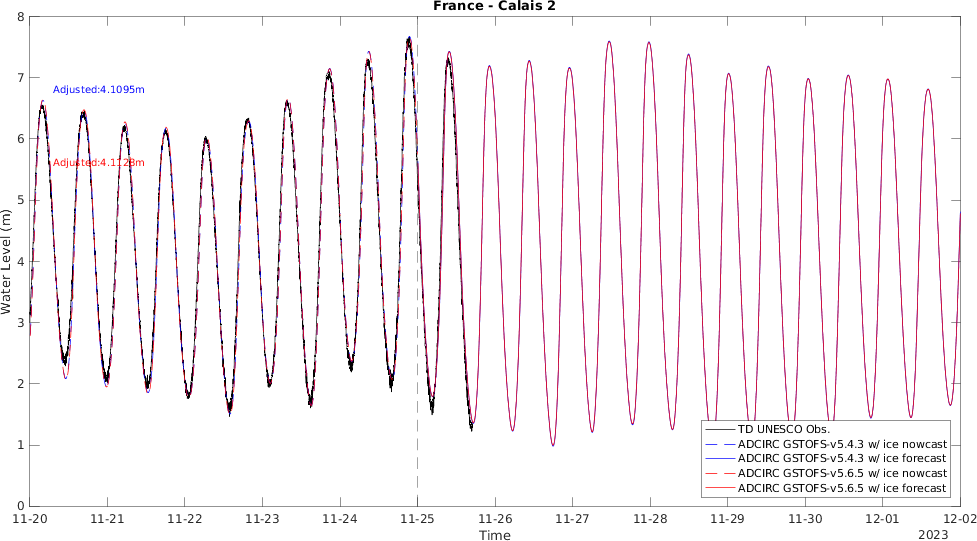 France - Calais 2
8
7
6
5
4
3
2
1
0
Water Level (m)
Adjusted:4.1095m
Adjusted:4.1128m
TD UNESCO Obs.
ADCIRC GSTOFS-v5.4.3 w/ ice nowcast
ADCIRC GSTOFS-v5.4.3 w/ ice forecast
ADCIRC GSTOFS-v5.6.5 w/ ice nowcast
ADCIRC GSTOFS-v5.6.5 w/ ice forecast
11-20 11-21 11-22 11-23 11-24 11-25 11-26 11-27 11-28 11-29 11-30 12-01 12-02
Time
2023